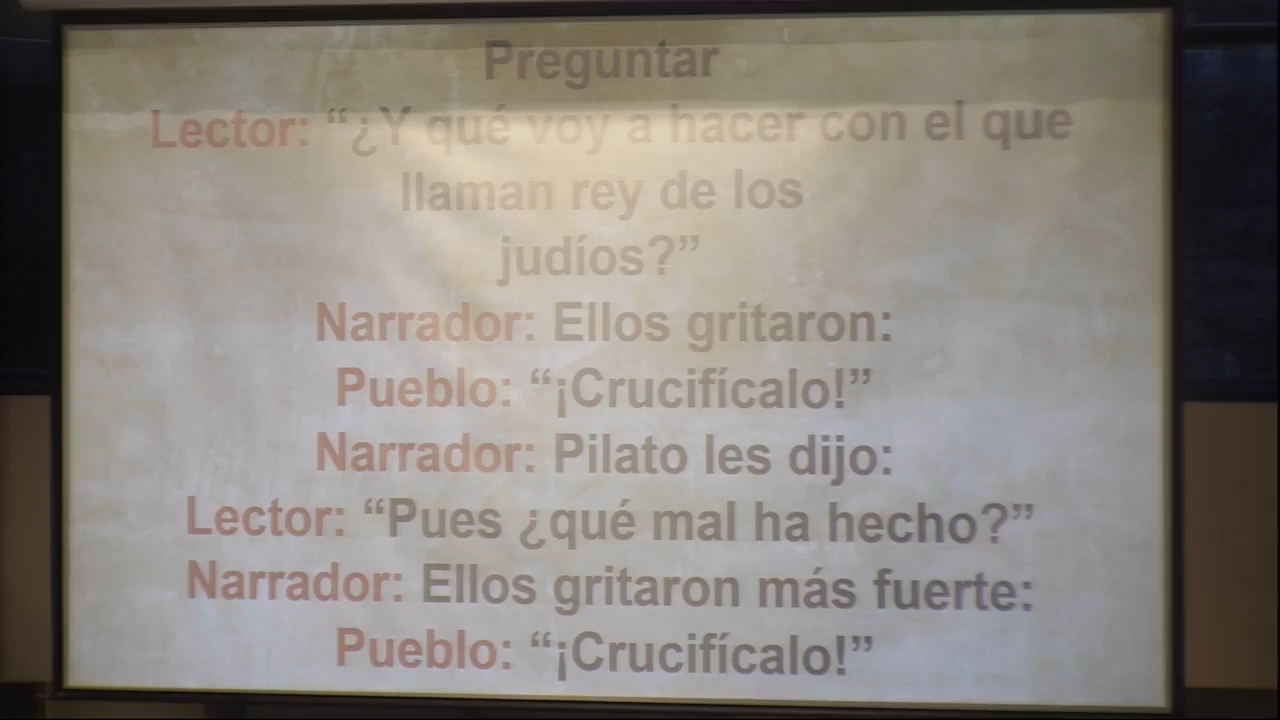 Preguntar
Lector: “¿Y qué voy a hacer con el que
llaman rey de los
judíos?”
Narrador: Ellos gritaron:
Pueblo: “¡Crucifícalo!”
Narrador: Pilato les dijo:
Lector: “Pues ¿qué mal ha hecho?”
Narrador: Ellos gritaron más fuerte:
Pueblo: “¡Crucifícalo!”